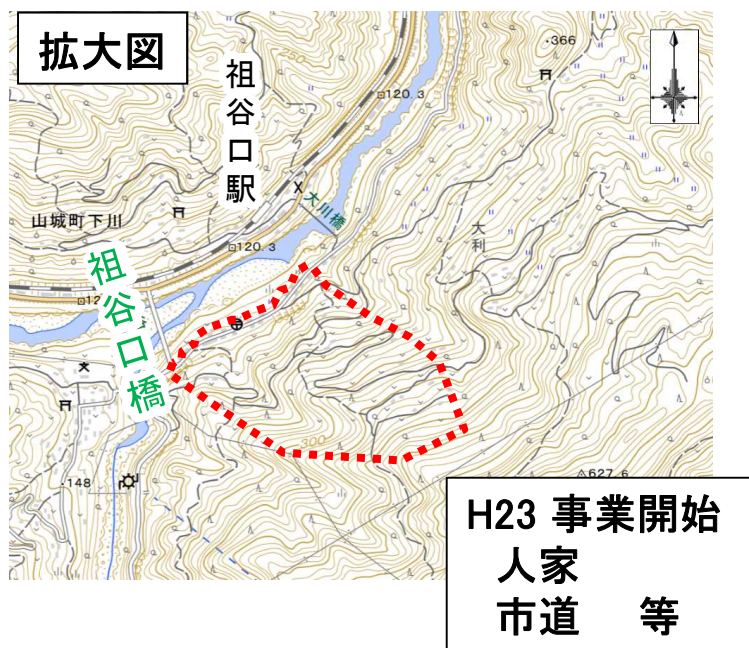 拡大図
祖谷口駅
・366
120.3
大川橋
山城町下川
大利
120.3
12
祖谷口橋
300
・148
627.6
H23 事業開始
人家
市道 等